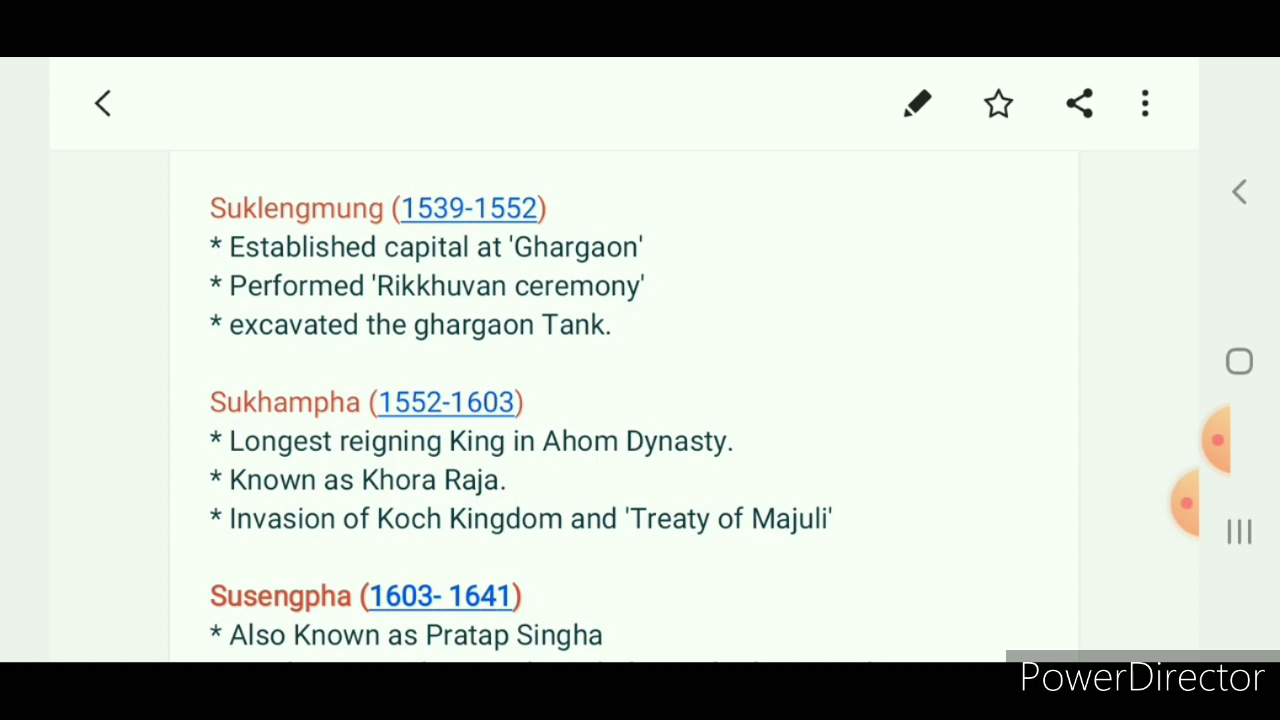 Suklengmung (1539-1552)
* Established capital at 'Ghargaon'
* Performed 'Rikkhuvan ceremony'
* excavated the ghargaon Tank.
Sukhampha (1552-1603)
* Longest reigning King in Ahom Dynasty.
* Known as Khora Raja.
* Invasion of Koch Kingdom and 'Treaty of Majuli'
Susengpha (1603- 1641)
* Also Known as Pratap Singha
PowerDirector